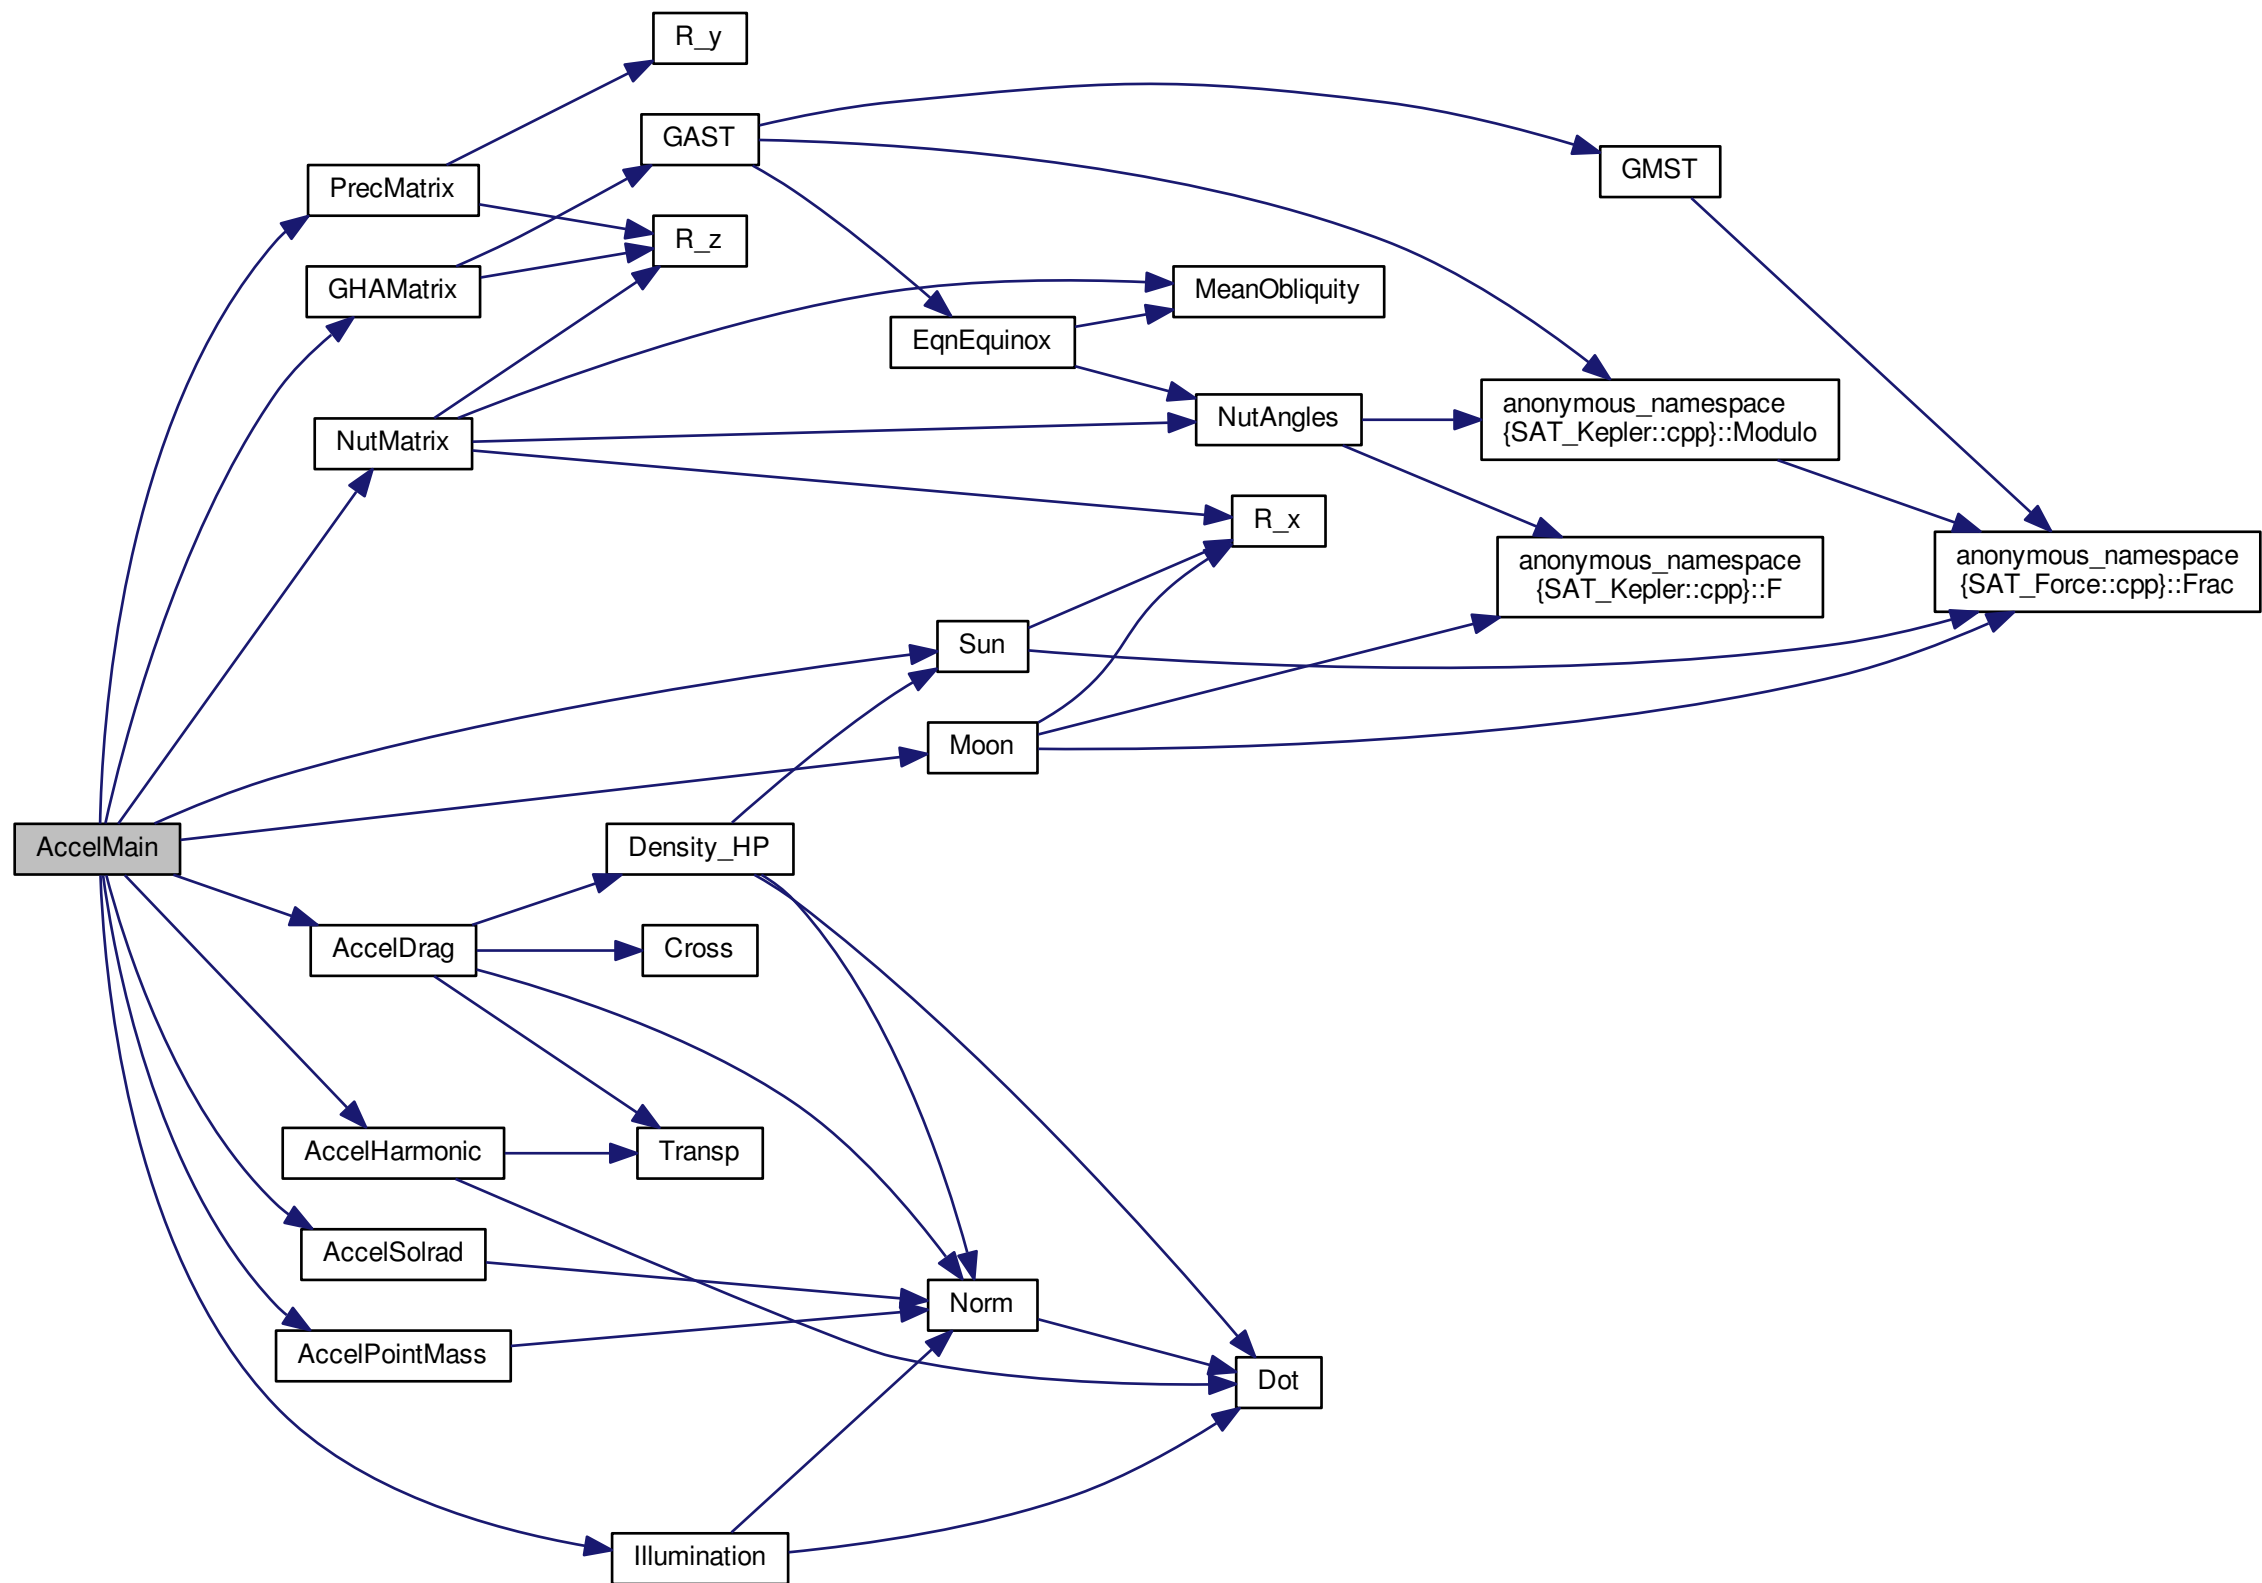 R_y
GAST
GMST
PrecMatrix
R_z
GHAMatrix
MeanObliquity
EqnEquinox
NutAngles
anonymous_namespace
{SAT_Kepler::cpp}::Modulo
NutMatrix
R_x
anonymous_namespace
{SAT_Kepler::cpp}::F
anonymous_namespace
{SAT_Force::cpp}::Frac
Sun
Moon
AccelMain
Density_HP
AccelDrag
Cross
AccelHarmonic
Transp
AccelSolrad
Norm
AccelPointMass
Dot
Illumination